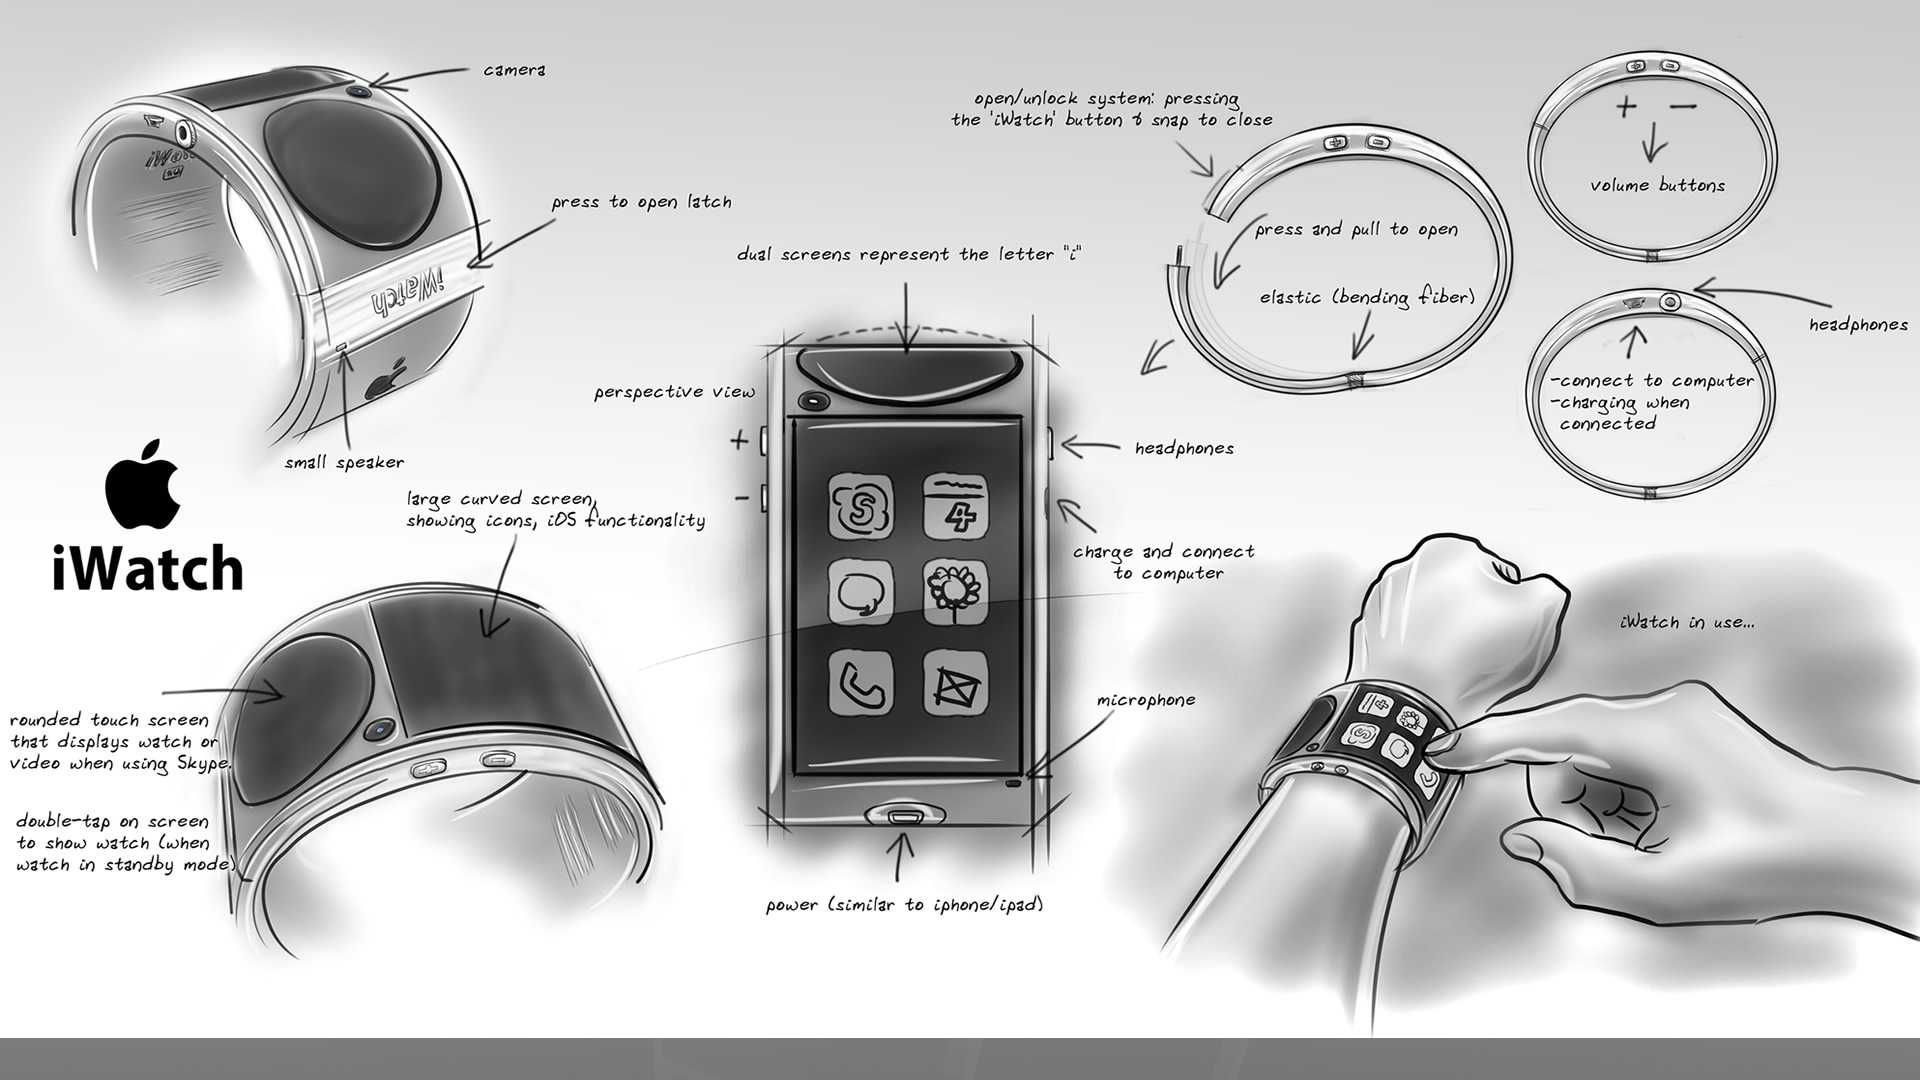 camera
press to open latch
iWatch
small speaker
iWatch
large curved screen,
showing icons, iOS functionality
rounded touch screen
that displays watch or
video when using Skype.
double-tap on screen
to show watch (when
watch in standby mode)
dual screens represent the letter "i"
perspective view
+
-
S
4
headphones
charge and connect
to computer
microphone
power (similar to iphone/ipad)
open/unlock system: pressing
the 'iWatch' button & snap to close
press and pull to open
elastic (bending fiber)
+ -
volume buttons
headphones
-connect to computer
-charging when
connected
iWatch in use...
4
S